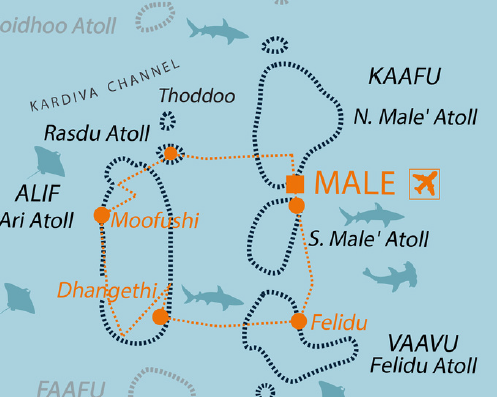 oidhoo Atoll
KAAFU
KARDIVA CHANNEL
Thoddoo
N. Male' Atoll
Rasdu Atoll
MALE
ALIF
Ari Atoll
Moofushi
S. Male' Atoll
Dhangethi
Felidu
VAAVU
Felidu Atoll
FAAFU